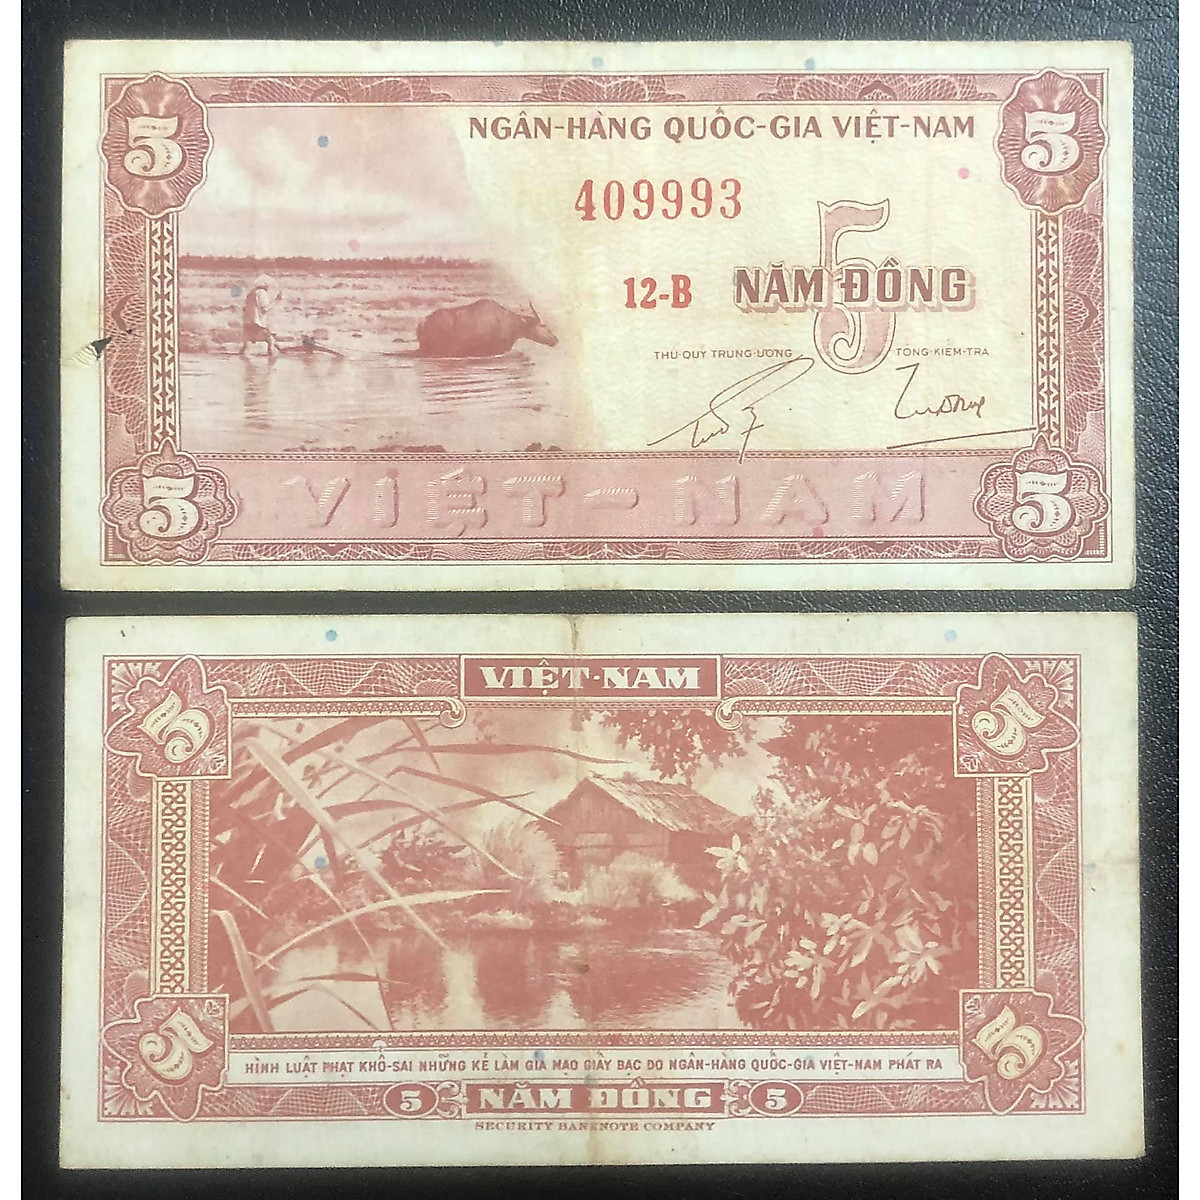 5
5
NGÂN-HÀNG QUỐC-GIA VIỆT-NAM
409993
5
12-B NĂM ĐỒNG
THỦ-QUỸ TRUNG-ƯƠNG TỔNG-KIỂM-TRA
VIỆT-NAM
5
5
VIỆT-NAM
5
5
5
5
HÌNH LUẬT PHẠT KHỔ-SAI NHỮNG KẺ LÀM GIẢ MẠO GIẤY BẠC DO NGÂN-HÀNG QUỐC-GIA VIỆT-NAM PHÁT RA
5 NĂM ĐỒNG 5
SECURITY BANKNOTE COMPANY